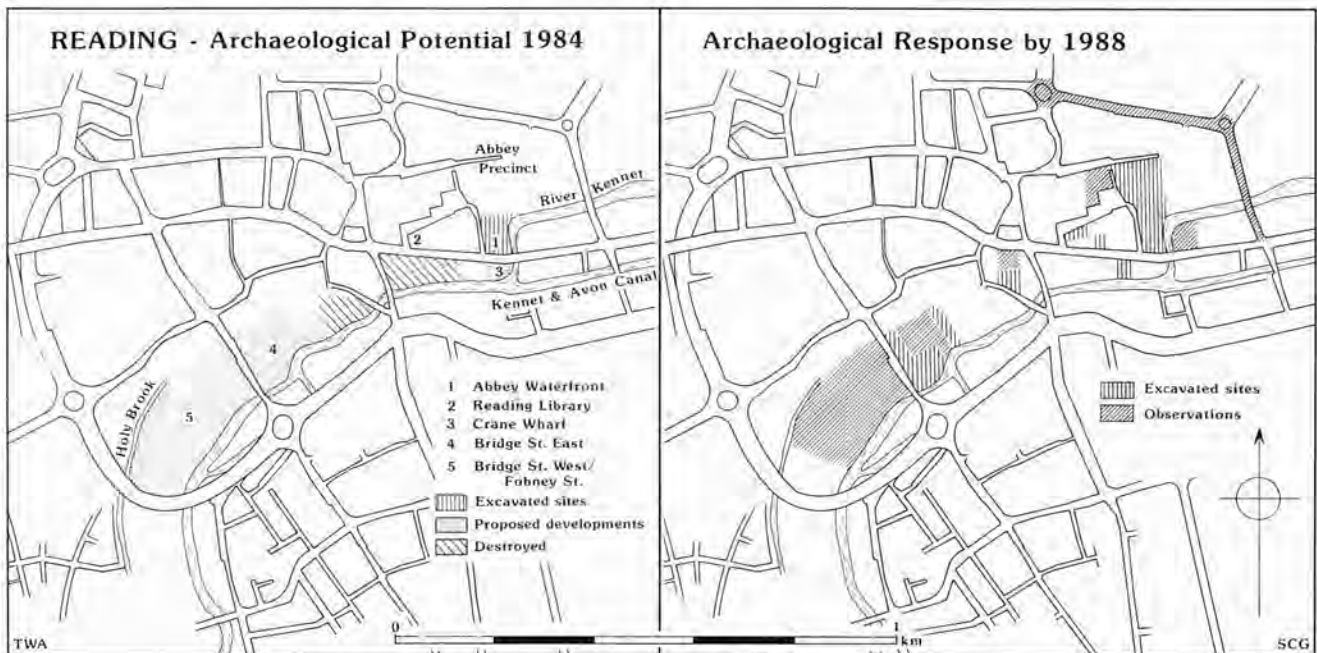 READING - Archaeological Potential 1984
Abbey
Precinct
River Kennet
2
1
3
Kennet & Avon Canal
4
Holy Brook
5
1 Abbey Waterfront
2 Reading Library
3 Crane Wharf
4 Bridge St. East
5 Bridge St. West/
Fobney St.
Excavated sites
Proposed developments
Destroyed
TWA
Archaeological Response by 1988
Excavated sites
Observations
0
1
km
SCG